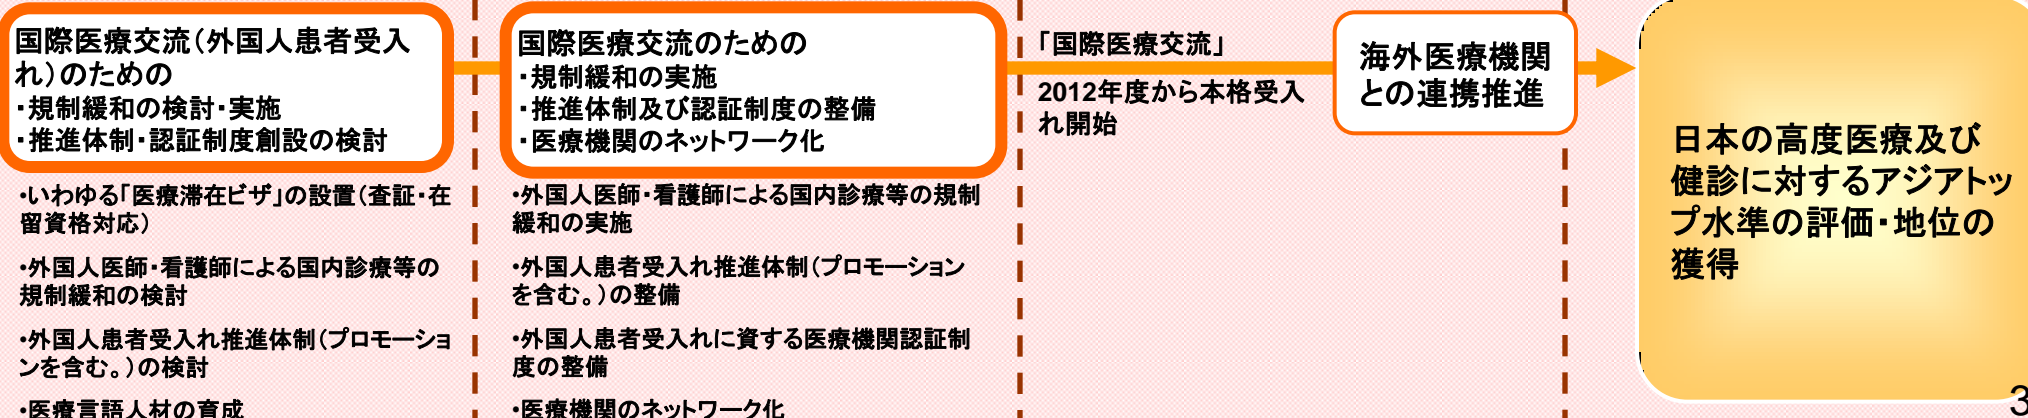 国際医療交流(外国人患者受入
れ)のための
・規制緩和の検討・実施
・推進体制・認証制度創設の検討
・いわゆる「医療滞在ビザ」の設置(査証・在
留資格対応)
・外国人医師・看護師による国内診療等の
規制緩和の検討
・外国人患者受入れ推進体制(プロモーショ
ンを含む。)の検討
・医療言語人材の育成
国際医療交流のための
・規制緩和の実施
・推進体制及び認証制度の整備
・医療機関のネットワーク化
・外国人医師・看護師による国内診療等の規制
緩和の実施
・外国人患者受入れ推進体制(プロモーション
を含む。)の整備
・外国人患者受入れに資する医療機関認証制
度の整備
・医療機関のネットワーク化
「国際医療交流」
2012年度から本格受入
れ開始
海外医療機関
との連携推進
日本の高度医療及び
健診に対するアジアトッ
プ水準の評価・地位の
獲得
3